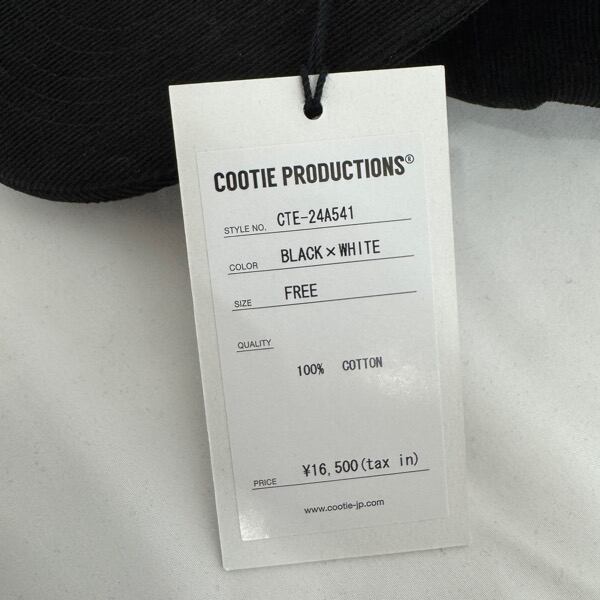 COOTIE PRODUCTIONS®
STYLE NO. CTE-24A541
COLOR BLACK×WHITE
SIZE FREE
QUALITY
100% COTTON
PRICE ¥16,500(tax in)
www.cootie-jp.com